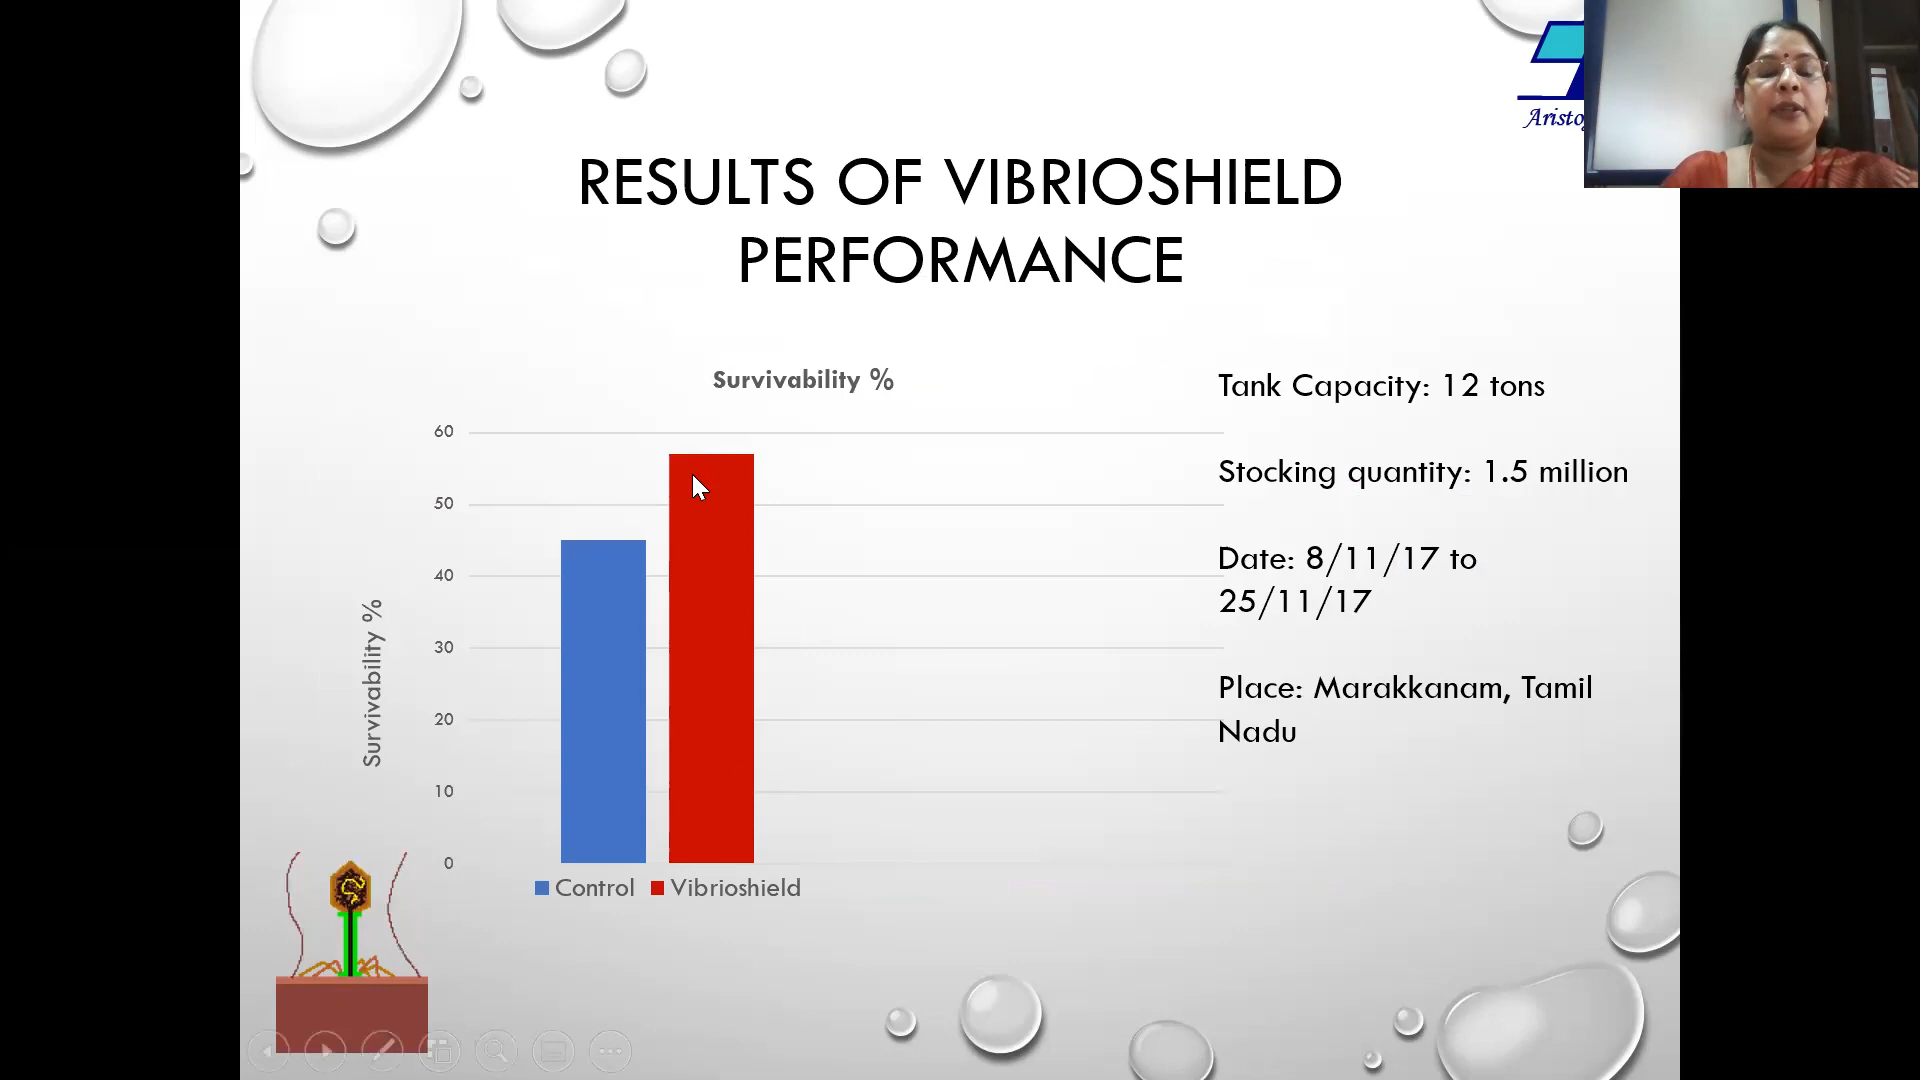 RESULTS OF VIBRIOSHIELD
PERFORMANCE
Survivability %
60
50
40
30
20
10
0
Survivability %
Control
Vibrioshield
Tank Capacity: 12 tons
Stocking quantity: 1.5 million
Date: 8/11/17 to
25/11/17
Place: Marakkanam, Tamil
Nadu